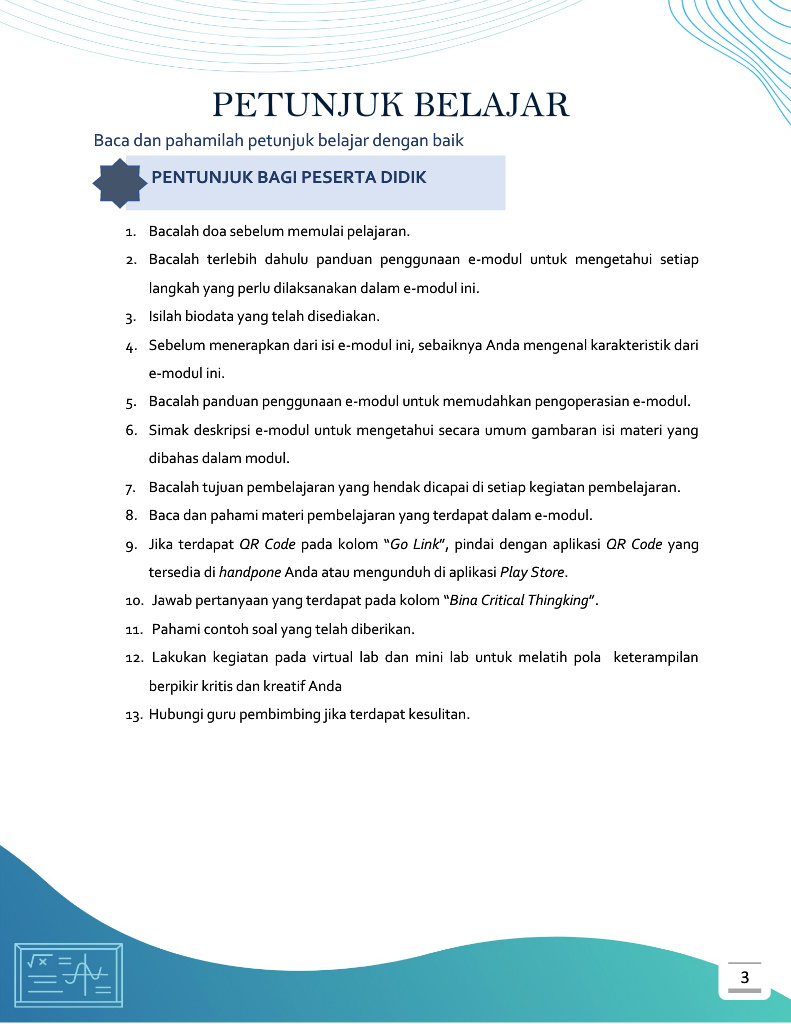 PETUNJUK BELAJAR
Baca dan pahamilah petunjuk belajar dengan baik
PENTUNJUK BAGI PESERTA DIDIK
1. Bacalah doa sebelum memulai pelajaran.
2. Bacalah terlebih dahulu panduan penggunaan e-modul untuk mengetahui setiap
langkah yang perlu dilaksanakan dalam e-modul ini.
3. Isilah biodata yang telah disediakan.
4. Sebelum menerapkan dari isi e-modul ini, sebaiknya Anda mengenal karakteristik dari
e-modul ini.
5. Bacalah panduan penggunaan e-modul untuk memudahkan pengoperasian e-modul.
6. Simak deskripsi e-modul untuk mengetahui secara umum gambaran isi materi yang
dibahas dalam modul.
7. Bacalah tujuan pembelajaran yang hendak dicapai di setiap kegiatan pembelajaran.
8. Baca dan pahami materi pembelajaran yang terdapat dalam e-modul.
9. Jika terdapat QR Code pada kolom “Go Link”, pindai dengan aplikasi QR Code yang
tersedia di handpone Anda atau mengunduh di aplikasi Play Store.
10. Jawab pertanyaan yang terdapat pada kolom “Bina Critical Thingking”.
11. Pahami contoh soal yang telah diberikan.
12. Lakukan kegiatan pada virtual lab dan mini lab untuk melatih pola keterampilan
berpikir kritis dan kreatif Anda
13. Hubungi guru pembimbing jika terdapat kesulitan.
√x
3